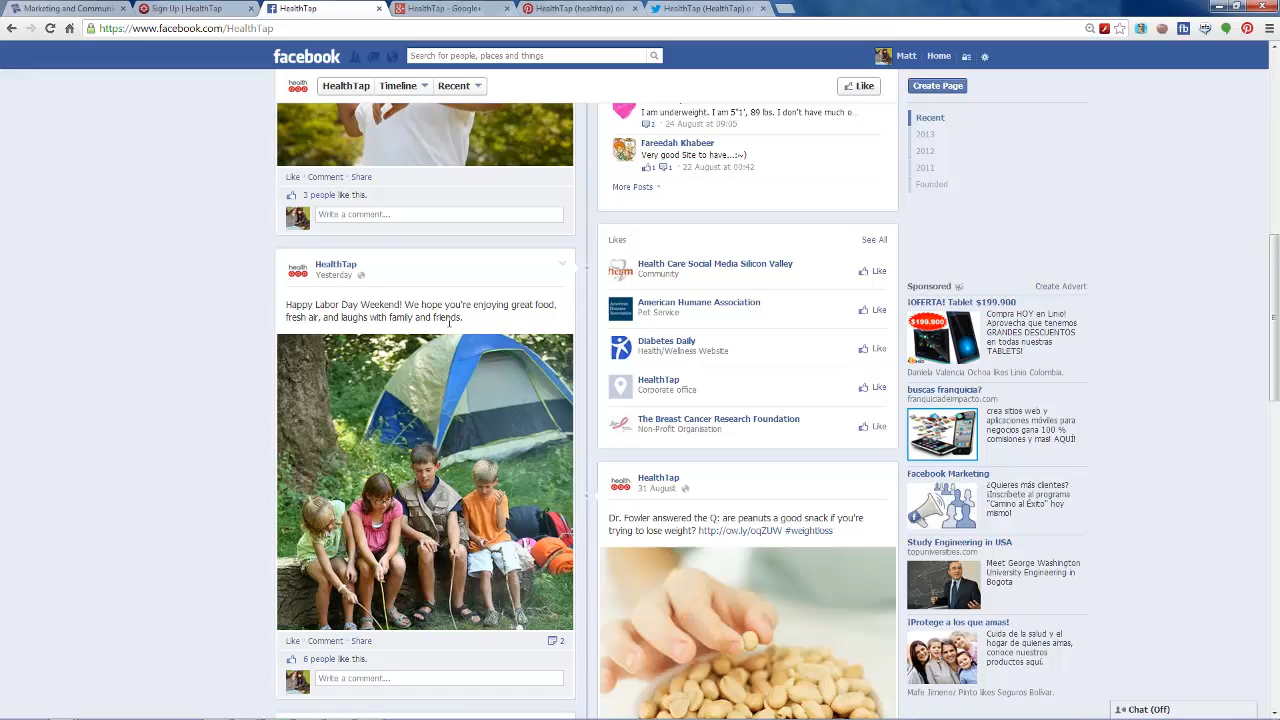 Marketing and Communic
Sign Up | HealthTap
HealthTap
HealthTap - Google+
HealthTap (healthtap) on
HealthTap (HealthTap) on
https://www.facebook.com/HealthTap
facebook
Search for people, places and things
Matt
Home
HealthTap
Timeline
Recent
Like
Create Page
Recent
2013
2012
2011
Founded
Like · Comment · Share
3 people like this.
Write a comment...
HealthTap
Yesterday
Happy Labor Day Weekend! We hope you're enjoying great food,
fresh air, and laughs with family and friends.
Like · Comment · Share
2
6 people like this.
Write a comment...
I am underweight. I am 5"1', 89 lbs. I don't have much o...
2 · 24 August at 09:05
Fareedah Khabeer
Very good Site to have...:~)
1 1 · 22 August at 00:42
More Posts
Likes
See All
Health Care Social Media Silicon Valley
Community
Like
American Humane Association
Pet Service
Like
Diabetes Daily
Health/Wellness Website
Like
HealthTap
Corporate office
Like
The Breast Cancer Research Foundation
Non-Profit Organisation
Like
HealthTap
31 August
Dr. Fowler answered the Q: are peanuts a good snack if you're
trying to lose weight? http://ow.ly/oqZUW #weightloss
Sponsored
Create Advert
¡OFERTA! Tablet $199.900
$199.900
Compra HOY en Linio!
Aprovecha que tenemos
GRANDES DESCUENTOS
en todas nuestras
TABLETS!
Daniela Valencia Ochoa likes Linio Colombia.
buscas franquicia?
franquiciadeimpacto.com
crea sitios web y
aplicaciones móviles para
negocios gana 100 %
comisiones y mas! AQUÍ
Facebook Marketing
¿Quieres más clientes?
¡Inscríbete al programa
"Camino al Éxito" hoy
mismo!
Study Engineering in USA
topuniversities.com
Meet George Washington
University Engineering in
Bogota
¡Protege a los que amas!
Cuida de la salud y el
hogar de quienes amas,
conoce nuestros
productos aquí.
Mafe Jimenez Pinto likes Seguros Bolívar.
Chat (Off)